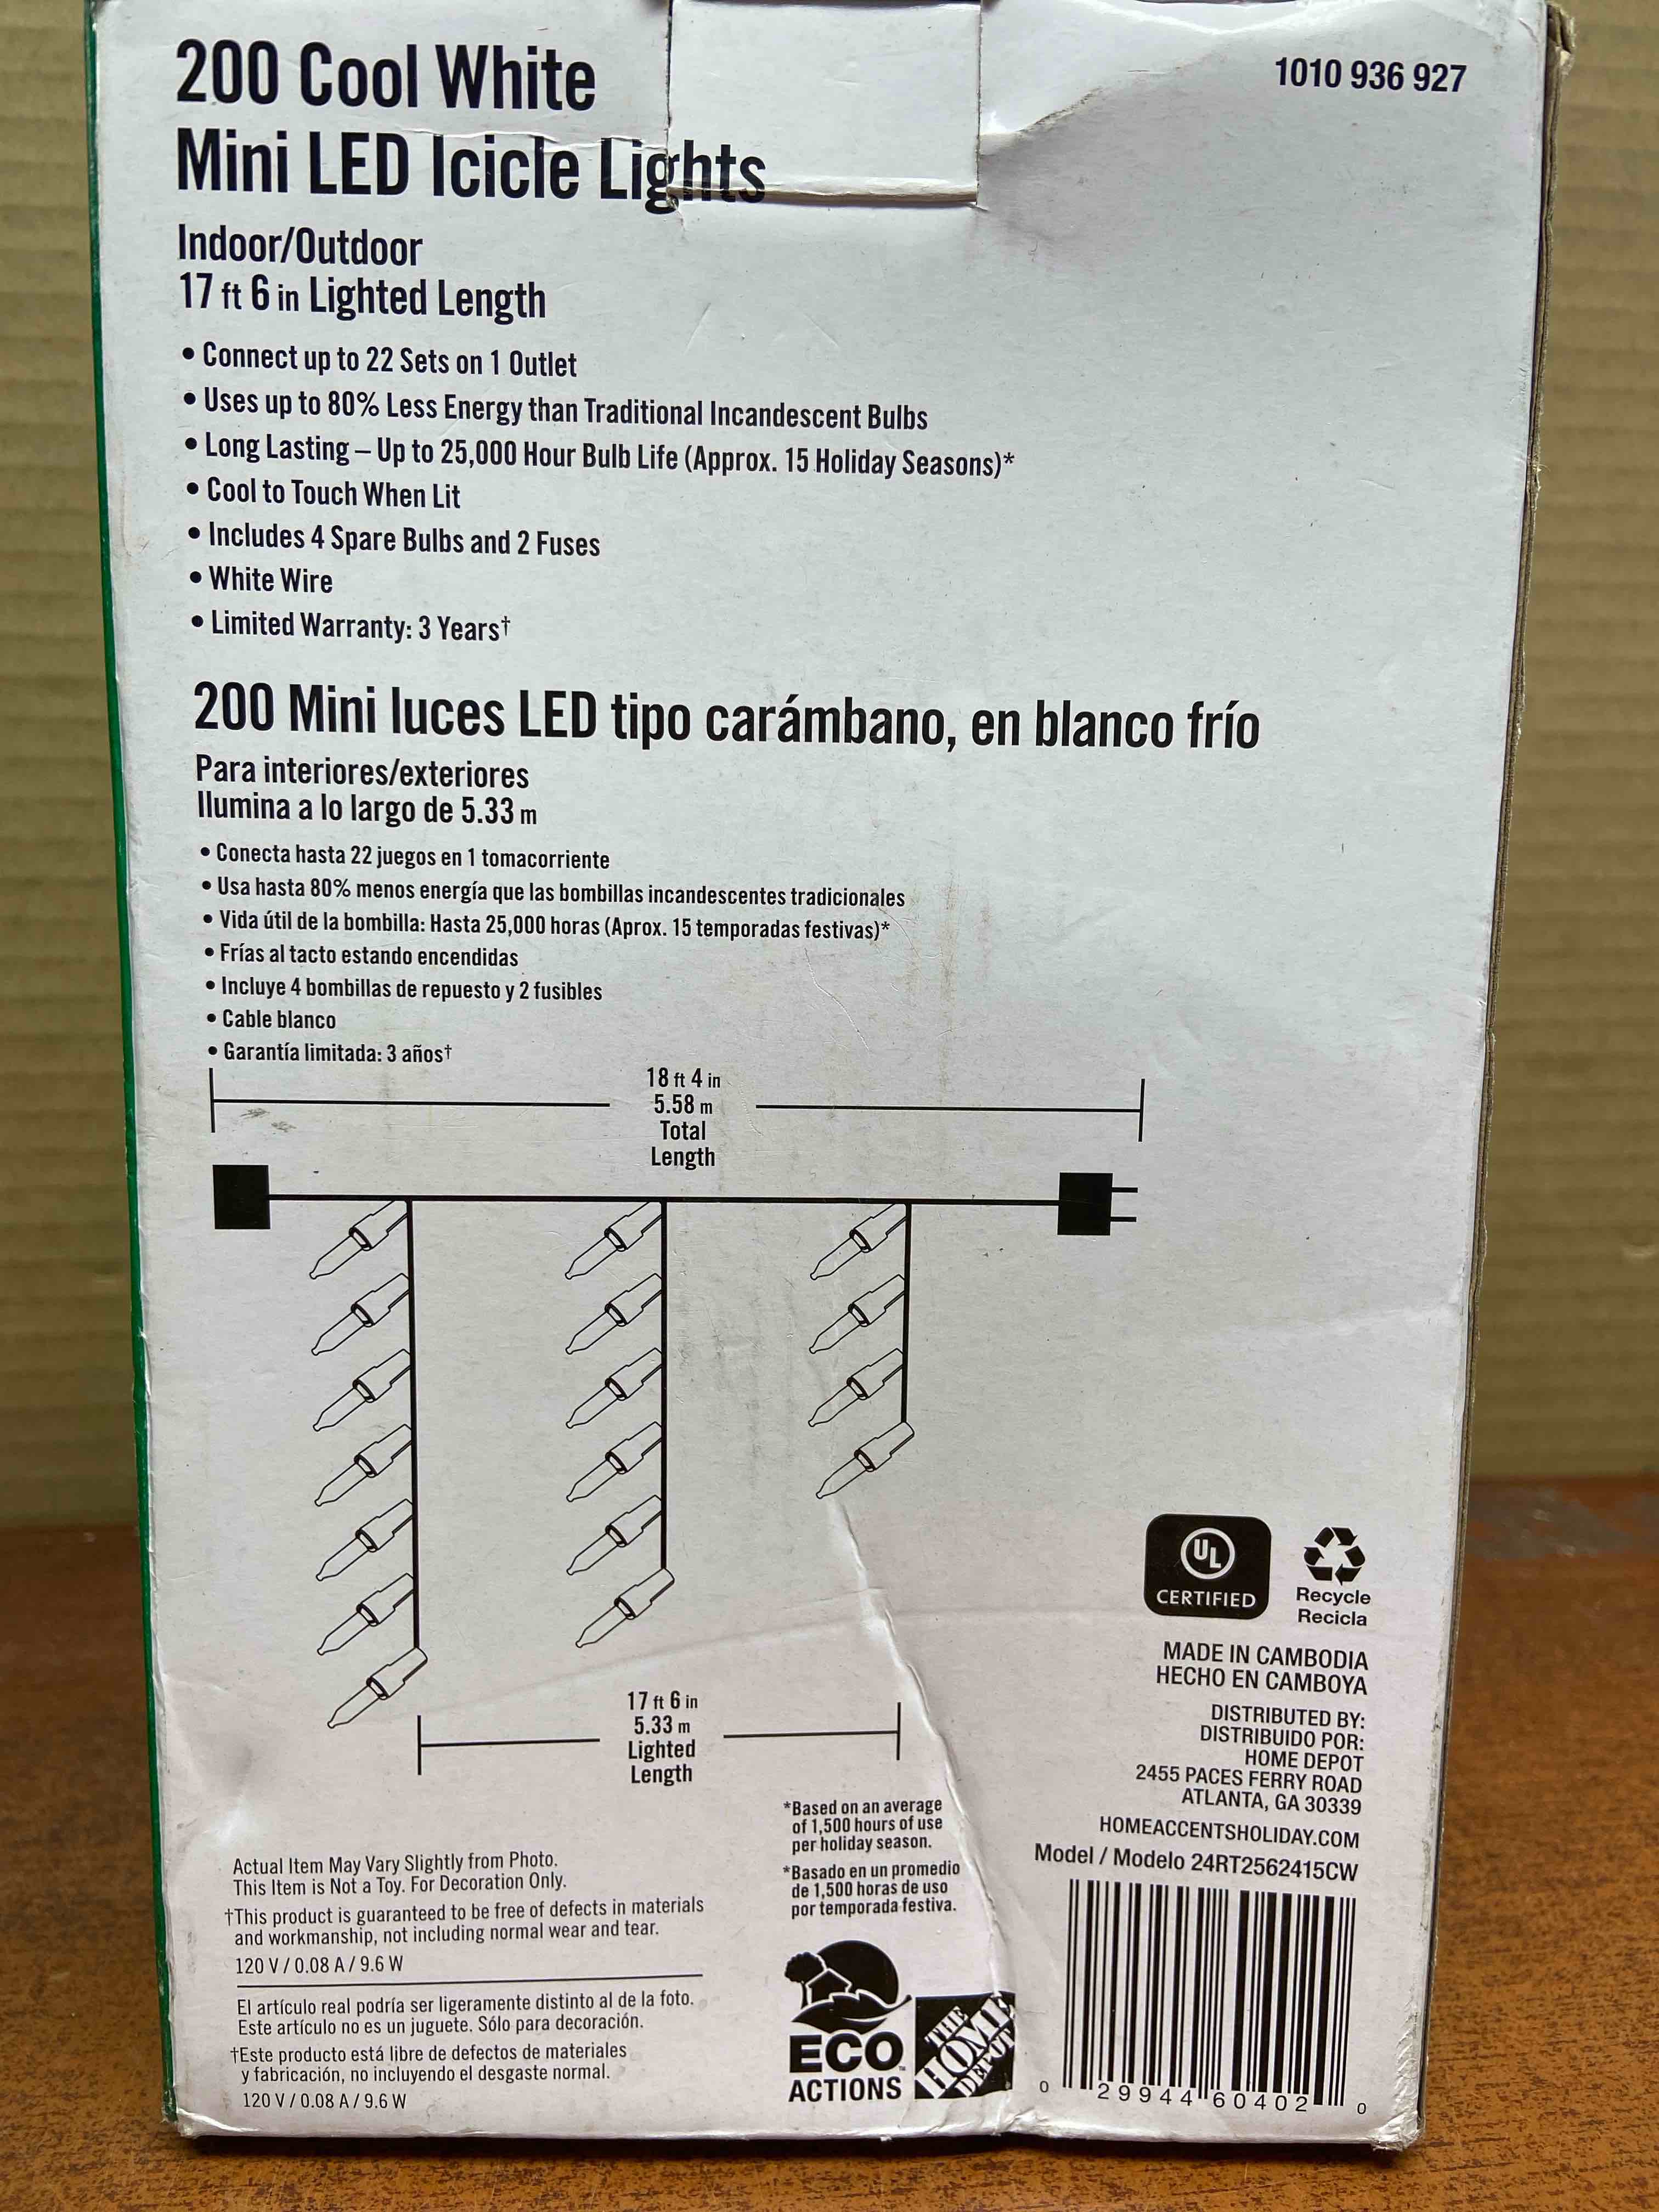 200 Cool White
1010 936 927
Mini LED Icicle Lights
Indoor/Outdoor
17 ft 6 in Lighted Length
• Connect up to 22 Sets on 1 Outlet
• Uses up to 80% Less Energy than Traditional Incandescent Bulbs
• Long Lasting – Up to 25,000 Hour Bulb Life (Approx. 15 Holiday Seasons)*
• Cool to Touch When Lit
• Includes 4 Spare Bulbs and 2 Fuses
• White Wire
• Limited Warranty: 3 Years†
200 Mini luces LED tipo carámbano, en blanco frío
Para interiores/exteriores
Ilumina a lo largo de 5.33 m
• Conecta hasta 22 juegos en 1 tomacorriente
• Usa hasta 80% menos energía que las bombillas incandescentes tradicionales
• Vida útil de la bombilla: Hasta 25,000 horas (Aprox. 15 temporadas festivas)*
• Frías al tacto estando encendidas
• Incluye 4 bombillas de repuesto y 2 fusibles
• Cable blanco
• Garantía limitada: 3 años†
18 ft 4 in
5.58 m
Total
Length
17 ft 6 in
5.33 m
Lighted
Length
UL
CERTIFIED
Recycle
Recicla
MADE IN CAMBODIA
HECHO EN CAMBOYA
DISTRIBUTED BY:
DISTRIBUIDO POR:
HOME DEPOT
2455 PACES FERRY ROAD
ATLANTA, GA 30339
HOMEACCENTSHOLIDAY.COM
Model / Modelo 24RT2562415CW
*Based on an average
of 1,500 hours of use
per holiday season.
*Basado en un promedio
de 1,500 horas de uso
por temporada festiva.
Actual Item May Vary Slightly from Photo.
This Item is Not a Toy. For Decoration Only.
†This product is guaranteed to be free of defects in materials
and workmanship, not including normal wear and tear.
120 V / 0.08 A / 9.6 W
El artículo real podría ser ligeramente distinto al de la foto.
Este artículo no es un juguete. Sólo para decoración.
†Este producto está libre de defectos de materiales
y fabricación, no incluyendo el desgaste normal.
120 V / 0.08 A / 9.6 W
ECO™
ACTIONS
THE
HOME
DEPOT
0 29944 60402 0